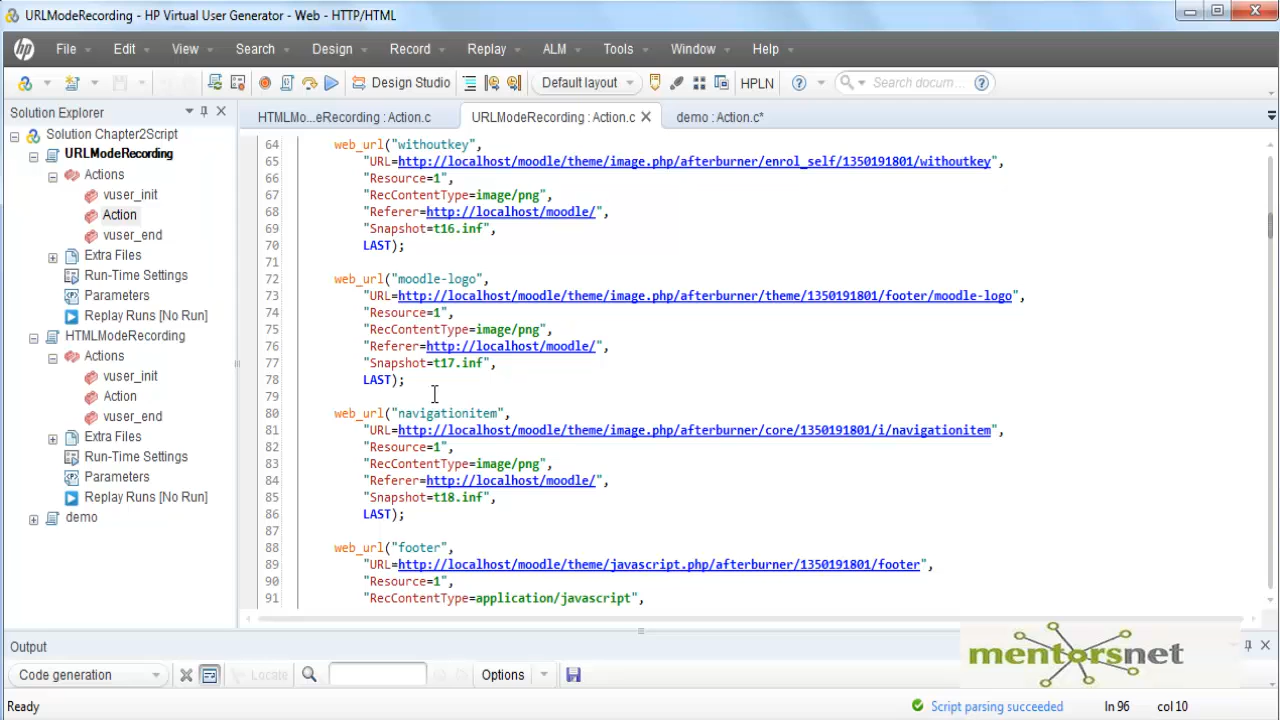 URLModeRecording - HP Virtual User Generator - Web - HTTP/HTML
hp File Edit View Search Design Record Replay ALM Tools Window Help
Design Studio Default layout HPLN ? Search docum... ?
Solution Explorer
Solution Chapter2Script
URLModeRecording
Actions
vuser_init
Action
vuser_end
Extra Files
Run-Time Settings
Parameters
Replay Runs [No Run]
HTMLModeRecording
Actions
vuser_init
Action
vuser_end
Extra Files
Run-Time Settings
Parameters
Replay Runs [No Run]
demo
HTMLMo...eRecording : Action.c URLModeRecording : Action.c demo : Action.c*
64 web_url("withoutkey",
65 "URL=http://localhost/moodle/theme/image.php/afterburner/enrol_self/1350191801/withoutkey",
66 "Resource=1",
67 "RecContentType=image/png",
68 "Referer=http://localhost/moodle/",
69 "Snapshot=t16.inf",
70 LAST);
71
72 web_url("moodle-logo",
73 "URL=http://localhost/moodle/theme/image.php/afterburner/theme/1350191801/footer/moodle-logo",
74 "Resource=1",
75 "RecContentType=image/png",
76 "Referer=http://localhost/moodle/",
77 "Snapshot=t17.inf",
78 LAST);
79
80 web_url("navigationitem",
81 "URL=http://localhost/moodle/theme/image.php/afterburner/core/1350191801/i/navigationitem",
82 "Resource=1",
83 "RecContentType=image/png",
84 "Referer=http://localhost/moodle/",
85 "Snapshot=t18.inf",
86 LAST);
87
88 web_url("footer",
89 "URL=http://localhost/moodle/theme/javascript.php/afterburner/1350191801/footer",
90 "Resource=1",
91 "RecContentType=application/javascript",
Output
Code generation Locate Options
mentorsnet
Ready Script parsing succeeded ln 96 col 10